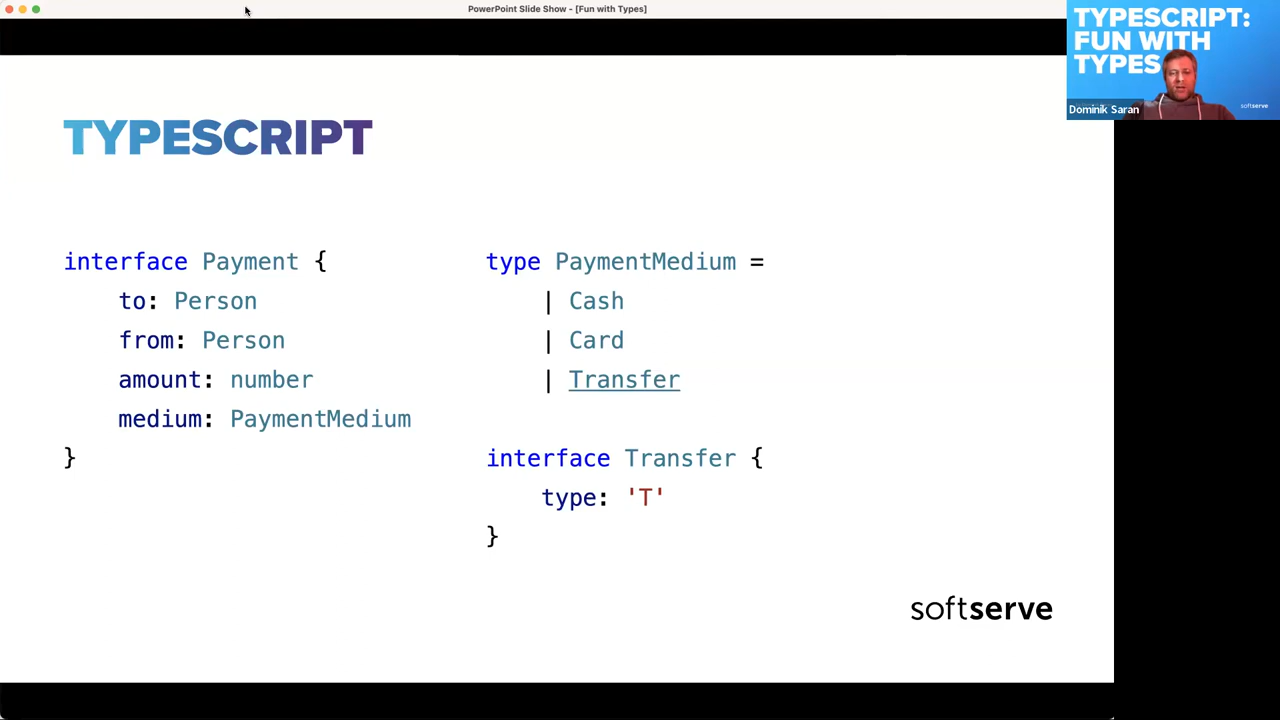 PowerPoint Slide Show - [Fun with Types]
TYPESCRIPT:
FUN WITH
TYPES
Dominik Saran
softserve
TYPESCRIPT
interface Payment {
    to: Person
    from: Person
    amount: number
    medium: PaymentMedium
}
type PaymentMedium =
    | Cash
    | Card
    | Transfer
interface Transfer {
    type: 'T'
}
softserve